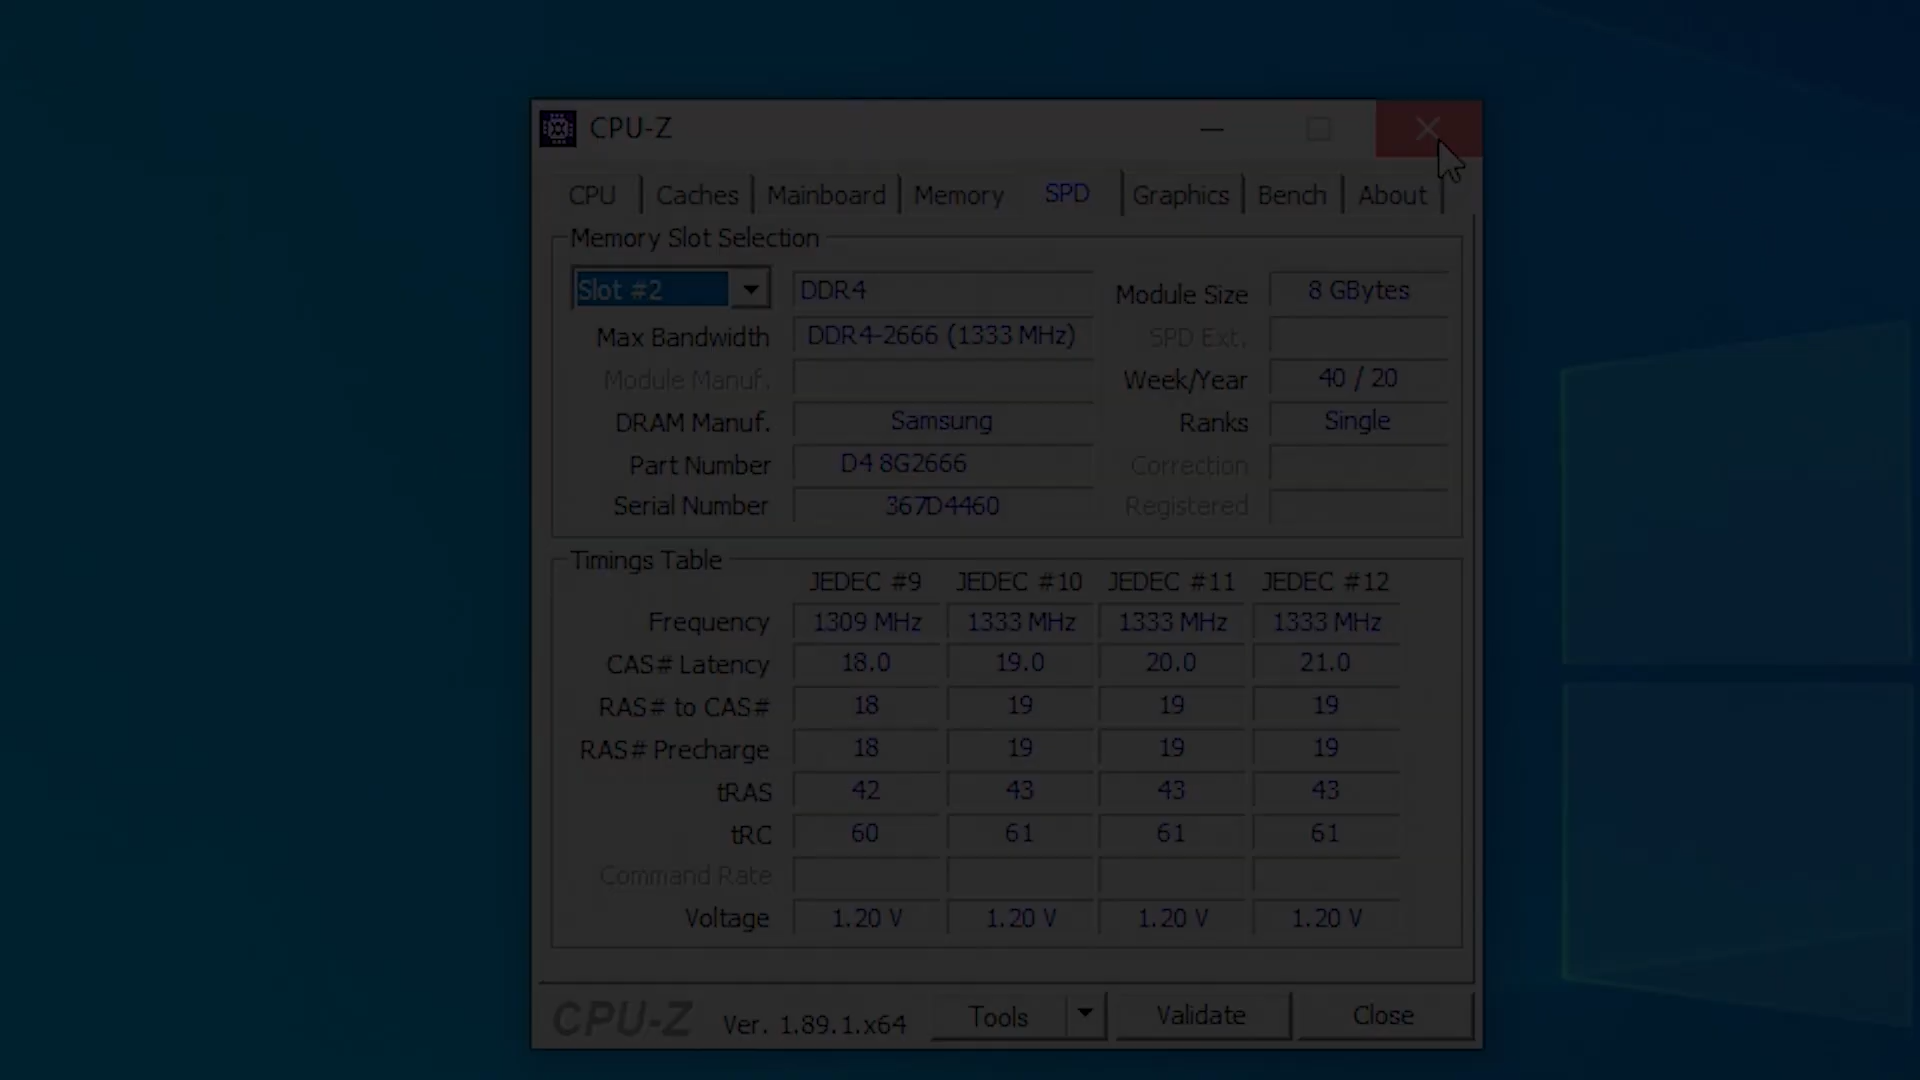 CPU-Z
CPU Caches Mainboard Memory SPD Graphics Bench About
Memory Slot Selection
Slot #2 DDR4 Module Size 8 GBytes
Max Bandwidth DDR4-2666 (1333 MHz) SPD Ext.
Module Manuf. Week/Year 40 / 20
DRAM Manuf. Samsung Ranks Single
Part Number D4 8G2666 Correction
Serial Number 367D4460 Registered
Timings Table
JEDEC #9 JEDEC #10 JEDEC #11 JEDEC #12
Frequency 1309 MHz 1333 MHz 1333 MHz 1333 MHz
CAS# Latency 18.0 19.0 20.0 21.0
RAS# to CAS# 18 19 19 19
RAS# Precharge 18 19 19 19
tRAS 42 43 43 43
tRC 60 61 61 61
Command Rate
Voltage 1.20 V 1.20 V 1.20 V 1.20 V
CPU-Z Ver. 1.89.1.x64 Tools Validate Close